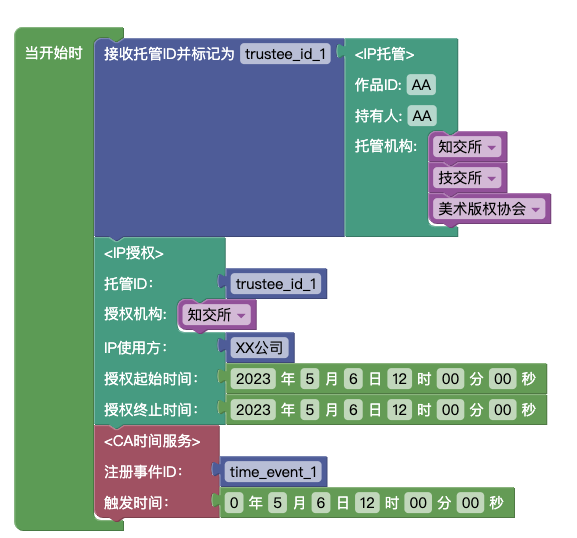 当开始时 接收托管ID并标记为 trustee_id_1 <IP托管>
作品ID: AA
持有人: AA
托管机构: 知交所
技交所
美术版权协会
<IP授权>
托管ID: trustee_id_1
授权机构: 知交所
IP使用方: XX公司
授权起始时间: 2023 年 5 月 6 日 12 时 00 分 00 秒
授权终止时间: 2023 年 5 月 6 日 12 时 00 分 00 秒
<CA时间服务>
注册事件ID: time_event_1
触发时间: 0 年 5 月 6 日 12 时 00 分 00 秒